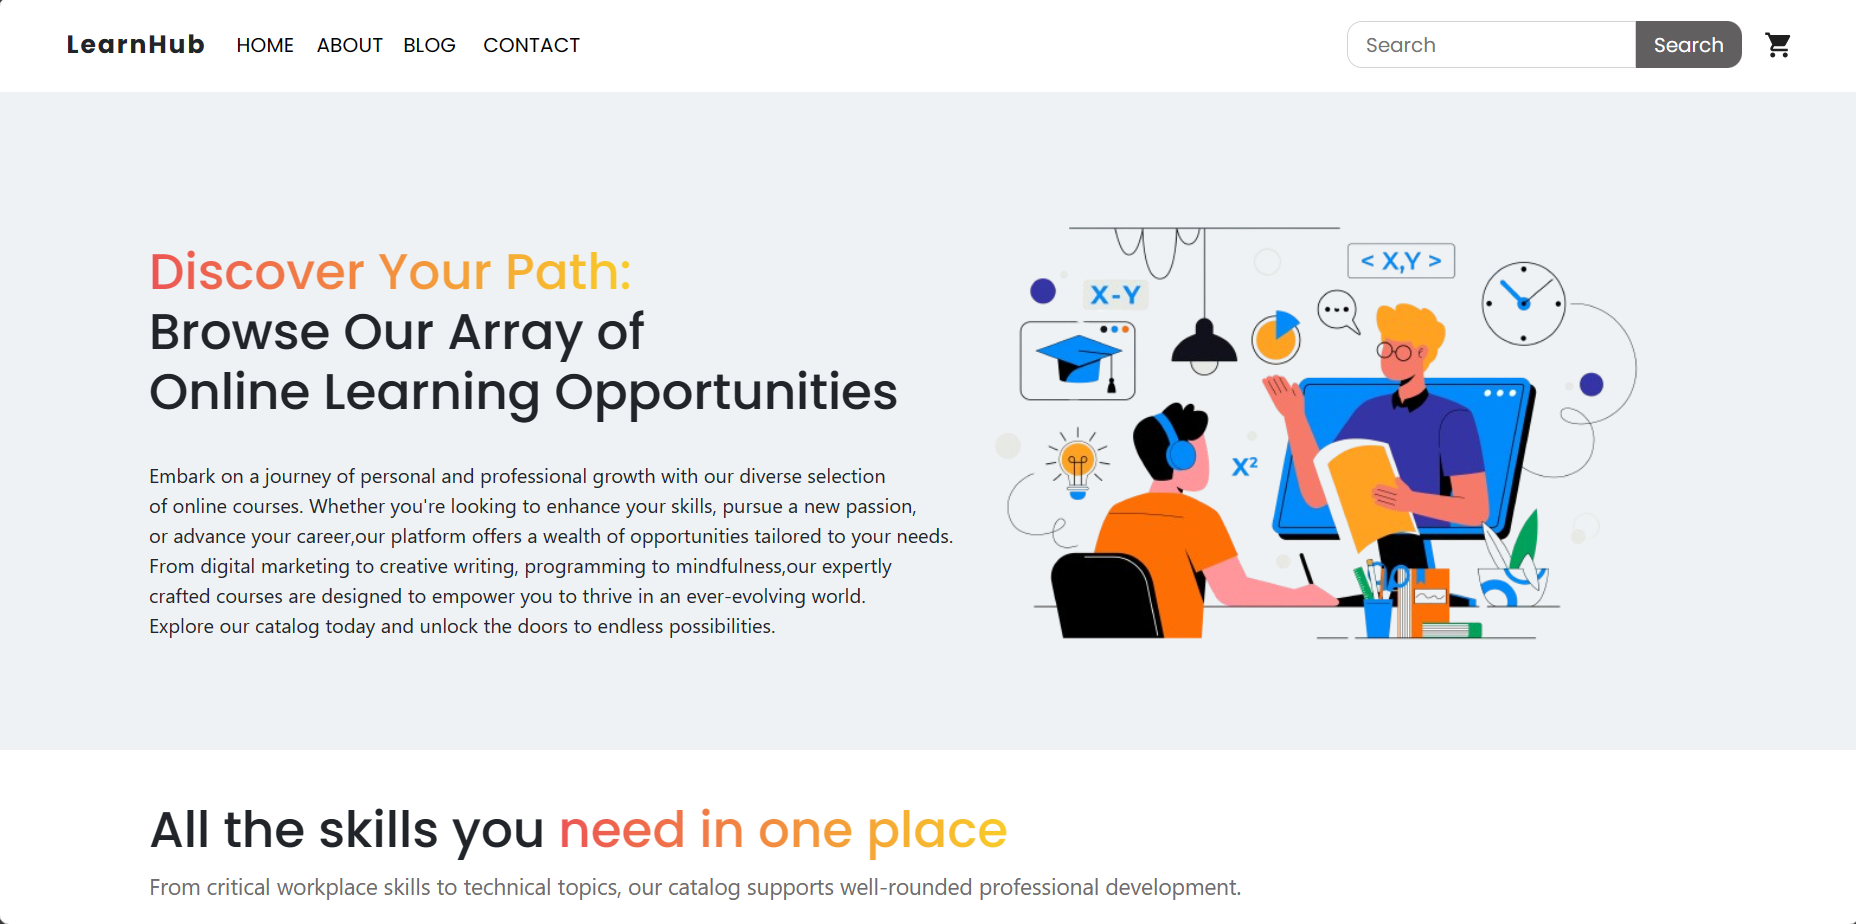 LearnHub HOME ABOUT BLOG CONTACT Search Search
Discover Your Path:
Browse Our Array of
Online Learning Opportunities
Embark on a journey of personal and professional growth with our diverse selection
of online courses. Whether you're looking to enhance your skills, pursue a new passion,
or advance your career,our platform offers a wealth of opportunities tailored to your needs.
From digital marketing to creative writing, programming to mindfulness,our expertly
crafted courses are designed to empower you to thrive in an ever-evolving world.
Explore our catalog today and unlock the doors to endless possibilities.
< X,Y >
X-Y
X²
All the skills you need in one place
From critical workplace skills to technical topics, our catalog supports well-rounded professional development.